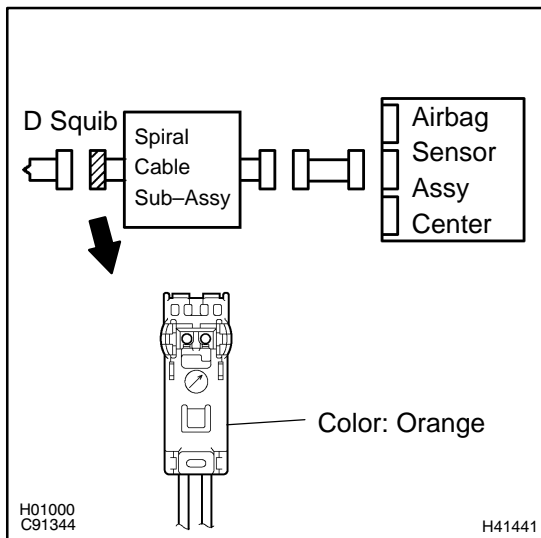 D Squib
Spiral
Cable
Sub–Assy
Airbag
Sensor
Assy
Center
Color: Orange
H01000
C91344
H41441